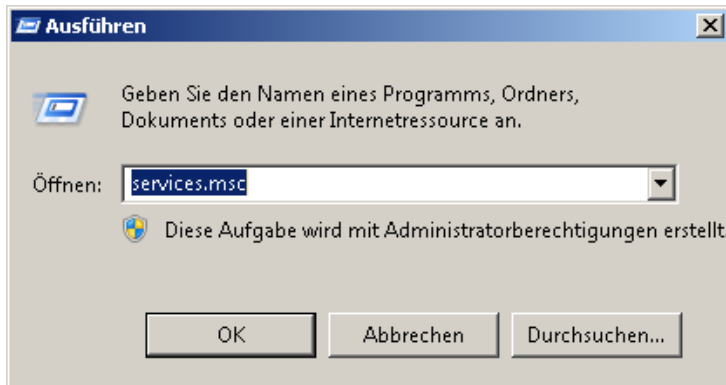 Ausführen
Geben Sie den Namen eines Programms, Ordners,
Dokuments oder einer Internetressource an.
Öffnen: services.msc
Diese Aufgabe wird mit Administratorberechtigungen erstellt
OK Abbrechen Durchsuchen...